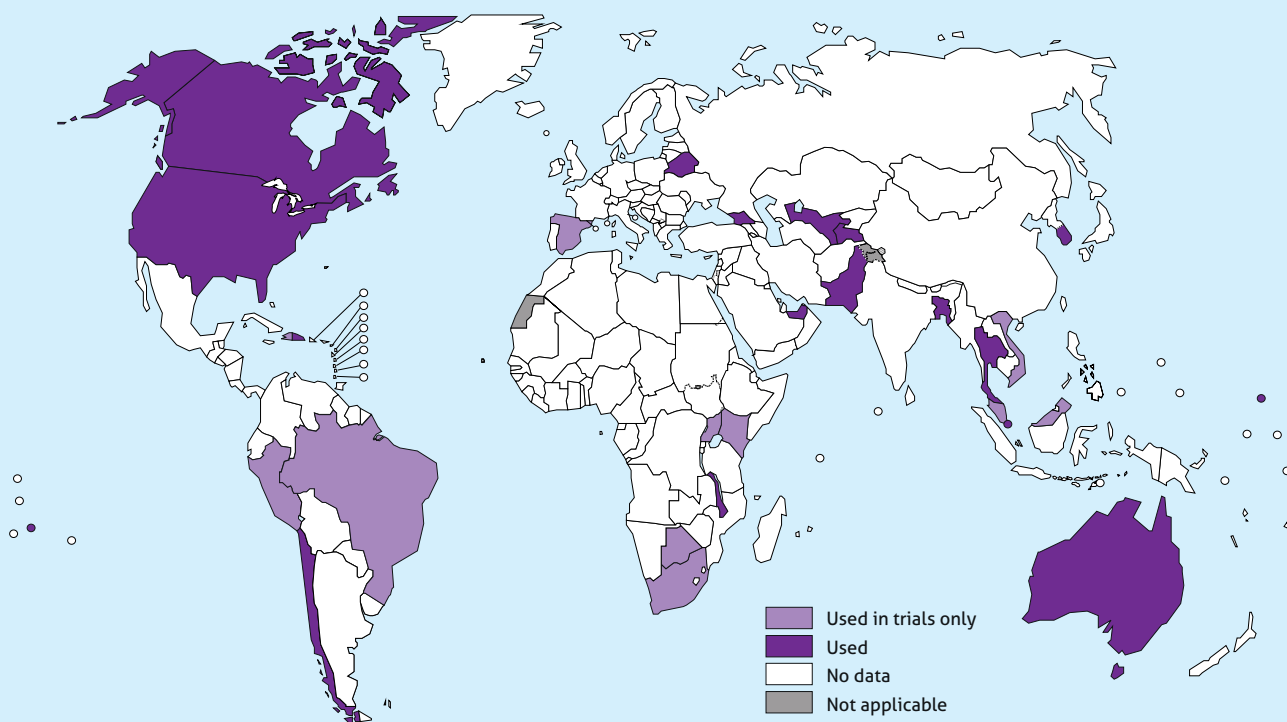 Used in trials only
Used
No data
Not applicable